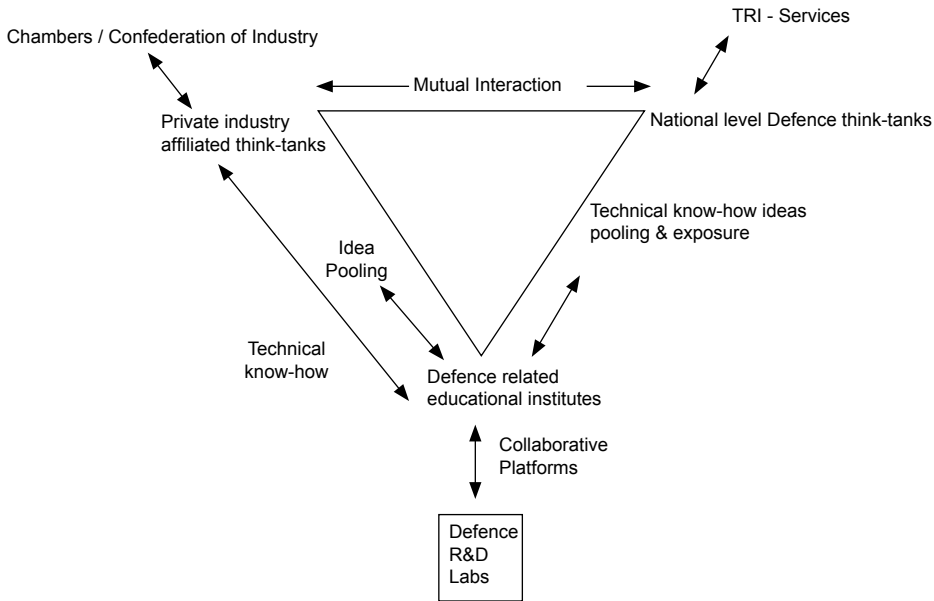 TRI - Services
Chambers / Confederation of Industry
Mutual Interaction
Private industry
affiliated think-tanks
National level Defence think-tanks
Technical know-how ideas
pooling & exposure
Idea
Pooling
Technical
know-how
Defence related
educational institutes
Collaborative
Platforms
Defence
R&D
Labs